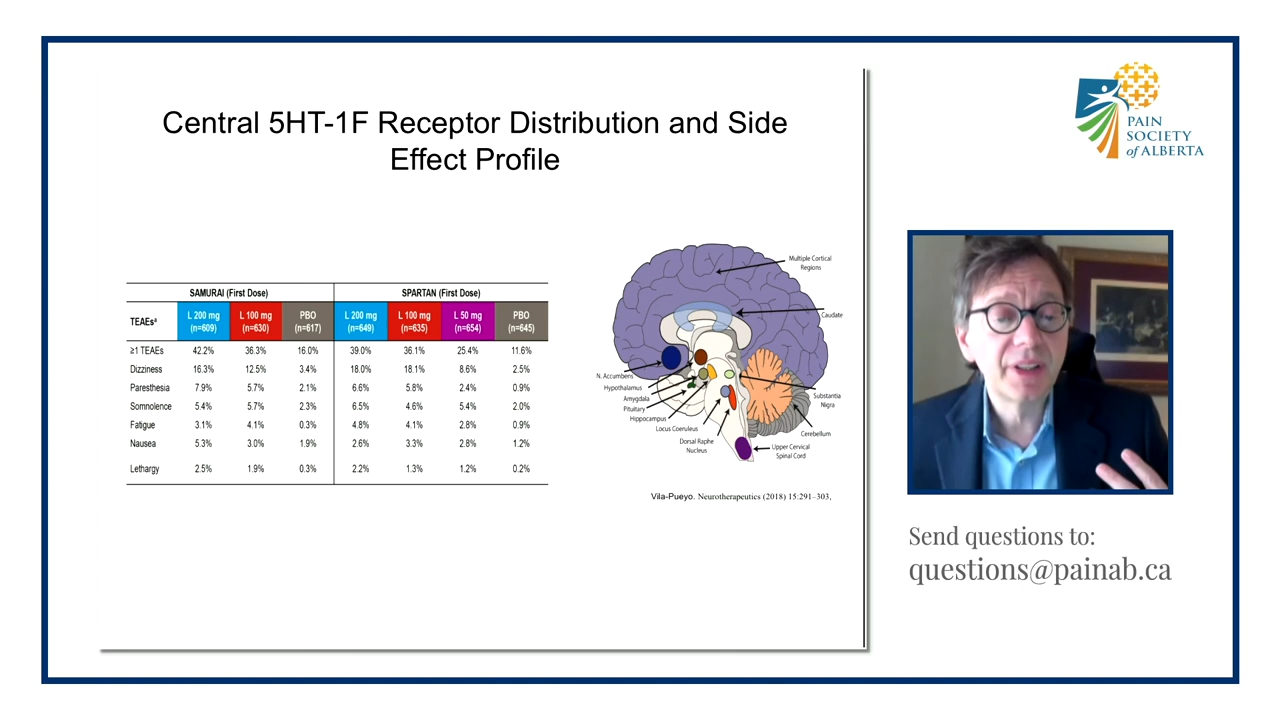 Central 5HT-1F Receptor Distribution and Side
Effect Profile
SAMURAI (First Dose) SPARTAN (First Dose)
TEAEsᵃ L 200 mg (n=609) L 100 mg (n=630) PBO (n=617) L 200 mg (n=649) L 100 mg (n=635) L 50 mg (n=654) PBO (n=645)
≥1 TEAEs 42.2% 36.3% 16.0% 39.0% 36.1% 25.4% 11.6%
Dizziness 16.3% 12.5% 3.4% 18.0% 18.1% 8.6% 2.5%
Paresthesia 7.9% 5.7% 2.1% 6.6% 5.8% 2.4% 0.9%
Somnolence 5.4% 5.7% 2.3% 6.5% 4.6% 5.4% 2.0%
Fatigue 3.1% 4.1% 0.3% 4.8% 4.1% 2.8% 0.9%
Nausea 5.3% 3.0% 1.9% 2.6% 3.3% 2.8% 1.2%
Lethargy 2.5% 1.9% 0.3% 2.2% 1.3% 1.2% 0.2%
Multiple Cortical
Regions
Caudate
N. Accumbens
Hypothalamus
Amygdala
Pituitary
Hippocampus
Locus Coeruleus
Dorsal Raphe
Nucleus
Substantia
Nigra
Cerebellum
Upper Cervical
Spinal Cord
Vila-Pueyo. Neurotherapeutics (2018) 15:291–303,
PAIN
SOCIETY
of ALBERTA
Send questions to:
questions@painab.ca